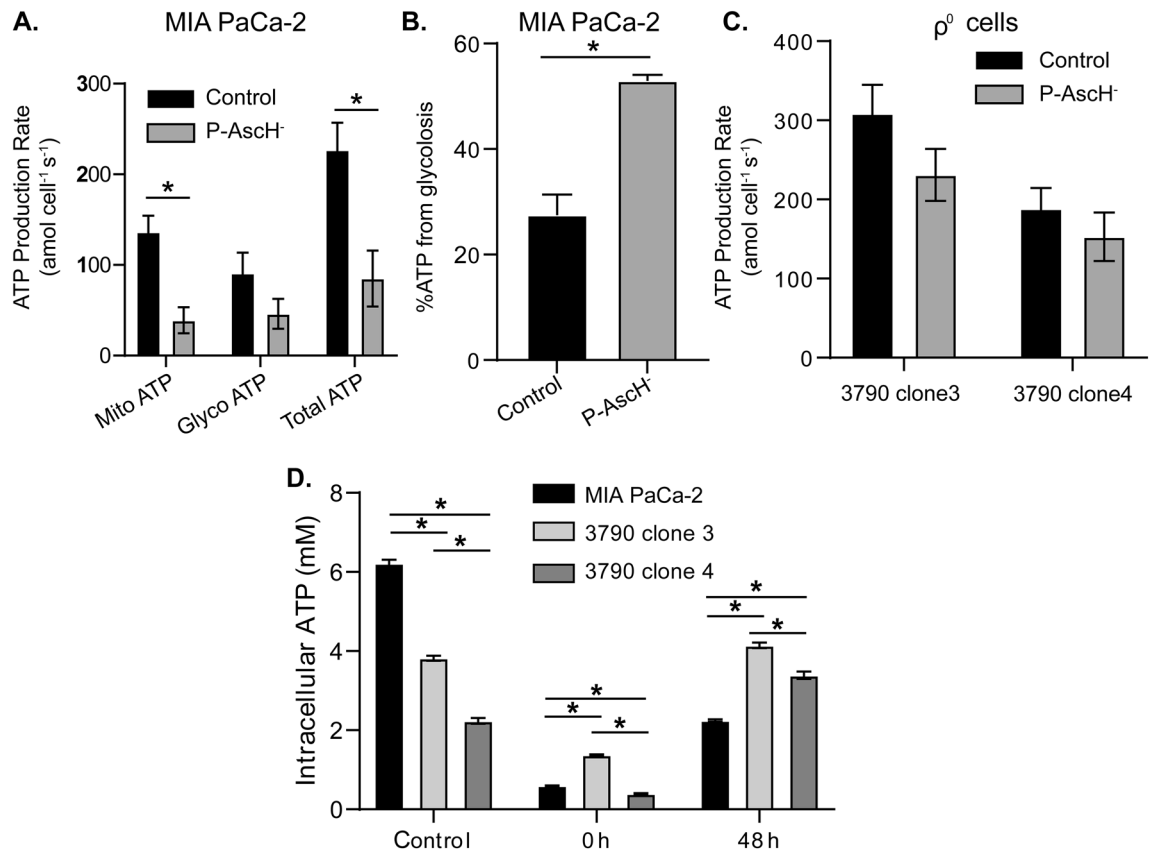 A. MIA PaCa-2
ATP Production Rate
(amol cell⁻¹ s⁻¹)
300
200
100
0
Control
P-AscH⁻
*
*
Mito ATP
Glyco ATP
Total ATP
B. MIA PaCa-2
%ATP from glycolosis
60
40
20
0
*
Control
P-AscH⁻
C. ρ⁰ cells
ATP Production Rate
(amol cell⁻¹ s⁻¹)
400
300
200
100
0
Control
P-AscH⁻
3790 clone3
3790 clone4
D.
Intracellular ATP (mM)
8
6
4
2
0
MIA PaCa-2
3790 clone 3
3790 clone 4
*
*
*
*
*
*
*
*
*
Control
0 h
48 h